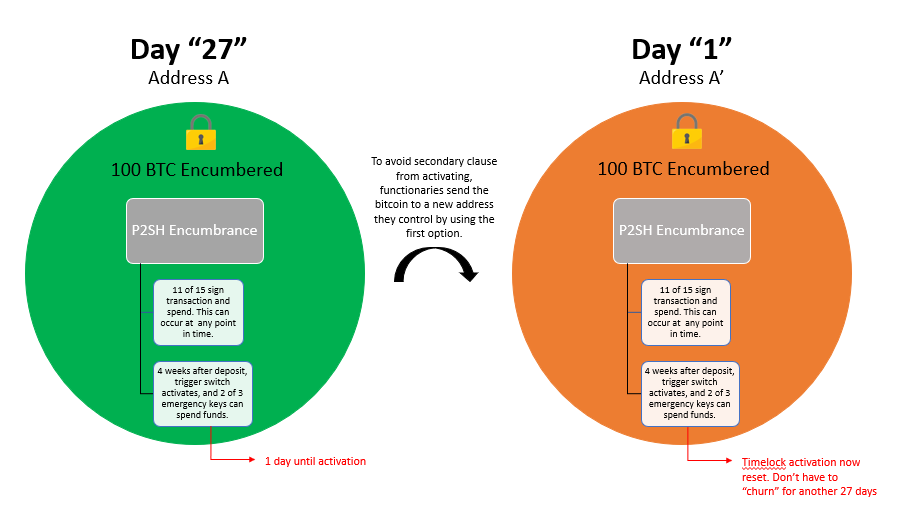 Day “27”
Address A
100 BTC Encumbered
P2SH Encumbrance
11 of 15 sign
transaction and
spend. This can
occur at any point
in time.
4 weeks after deposit,
trigger switch
activates, and 2 of 3
emergency keys can
spend funds.
1 day until activation
To avoid secondary clause
from activating,
functionaries send the
bitcoin to a new address
they control by using the
first option.
Day “1”
Address A’
100 BTC Encumbered
P2SH Encumbrance
11 of 15 sign
transaction and
spend. This can
occur at any point
in time.
4 weeks after deposit,
trigger switch
activates, and 2 of 3
emergency keys can
spend funds.
Timelock activation now
reset. Don’t have to
“churn” for another 27 days